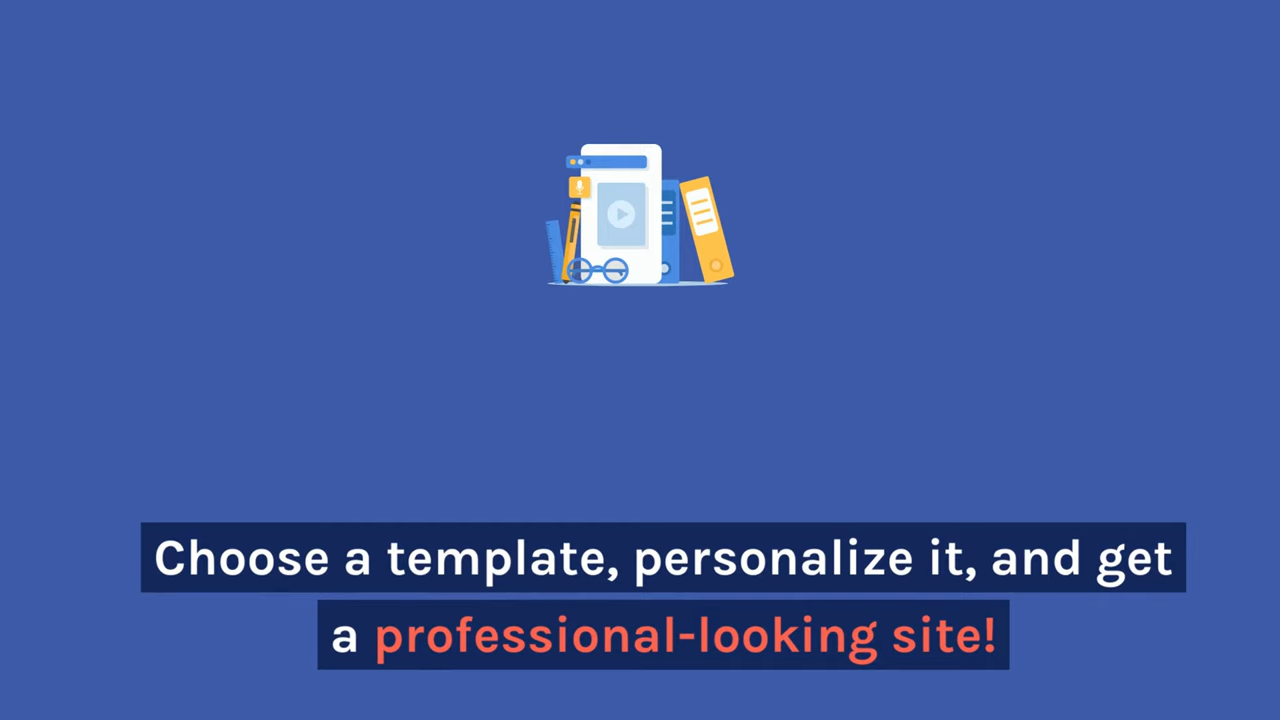 Choose a template, personalize it, and get
a professional-looking site!